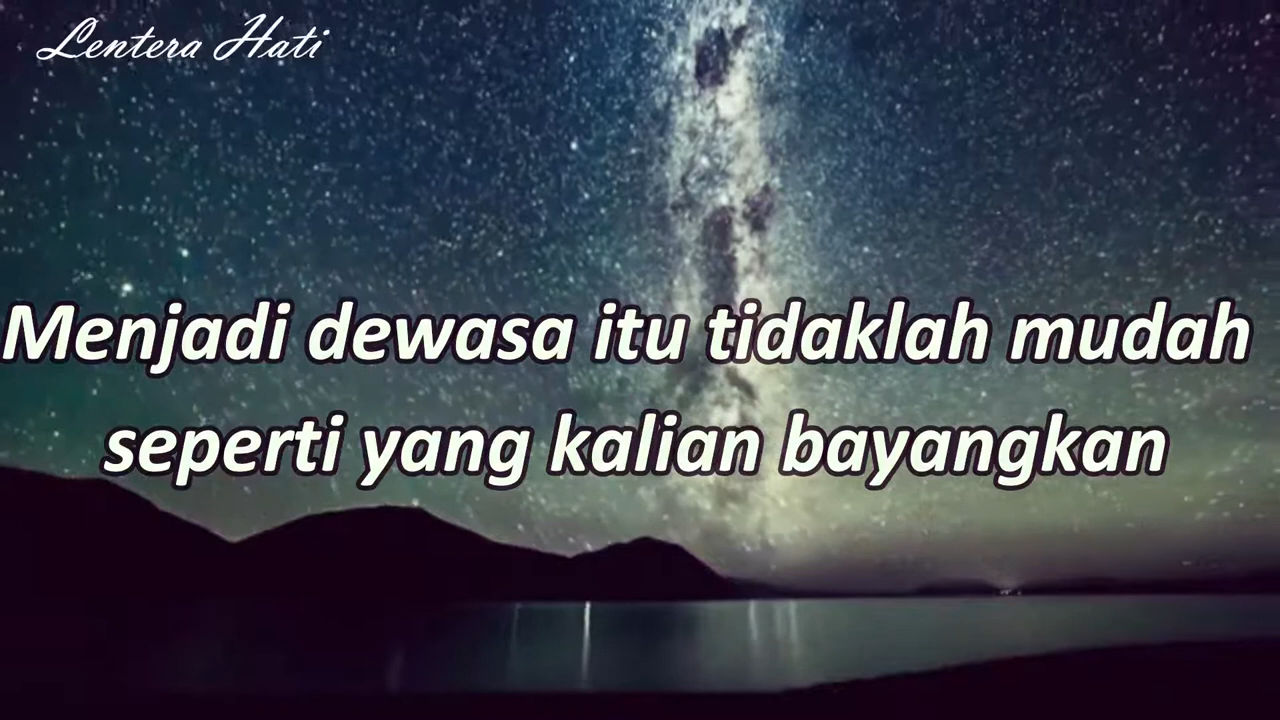 Lentera Hati
Menjadi dewasa itu tidaklah mudah
seperti yang kalian bayangkan